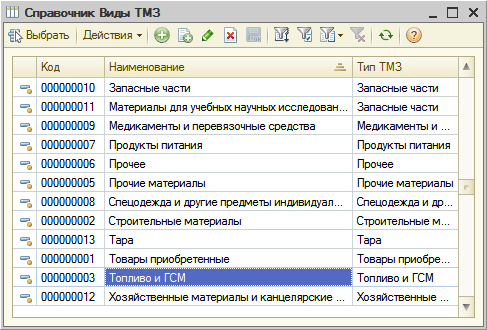 Справочник Виды ТМЗ
Выбрать Действия
Код Наименование Тип ТМЗ
000000010 Запасные части Запасные части
000000011 Материалы для учебных научных исследован... Запасные части
000000009 Медикаменты и перевязочные средства Медикаменты и ...
000000007 Продукты питания Продукты питания
000000006 Прочее Прочее
000000005 Прочие материалы Прочие материалы
000000008 Спецодежда и другие предметы индивидуал... Спецодежда и др...
000000002 Строительные материалы Строительные м...
000000013 Тара Тара
000000001 Товары приобретенные Товары приобре...
000000003 Топливо и ГСМ Топливо и ГСМ
000000012 Хозяйственные материалы и канцелярские ... Хозяйственные ...